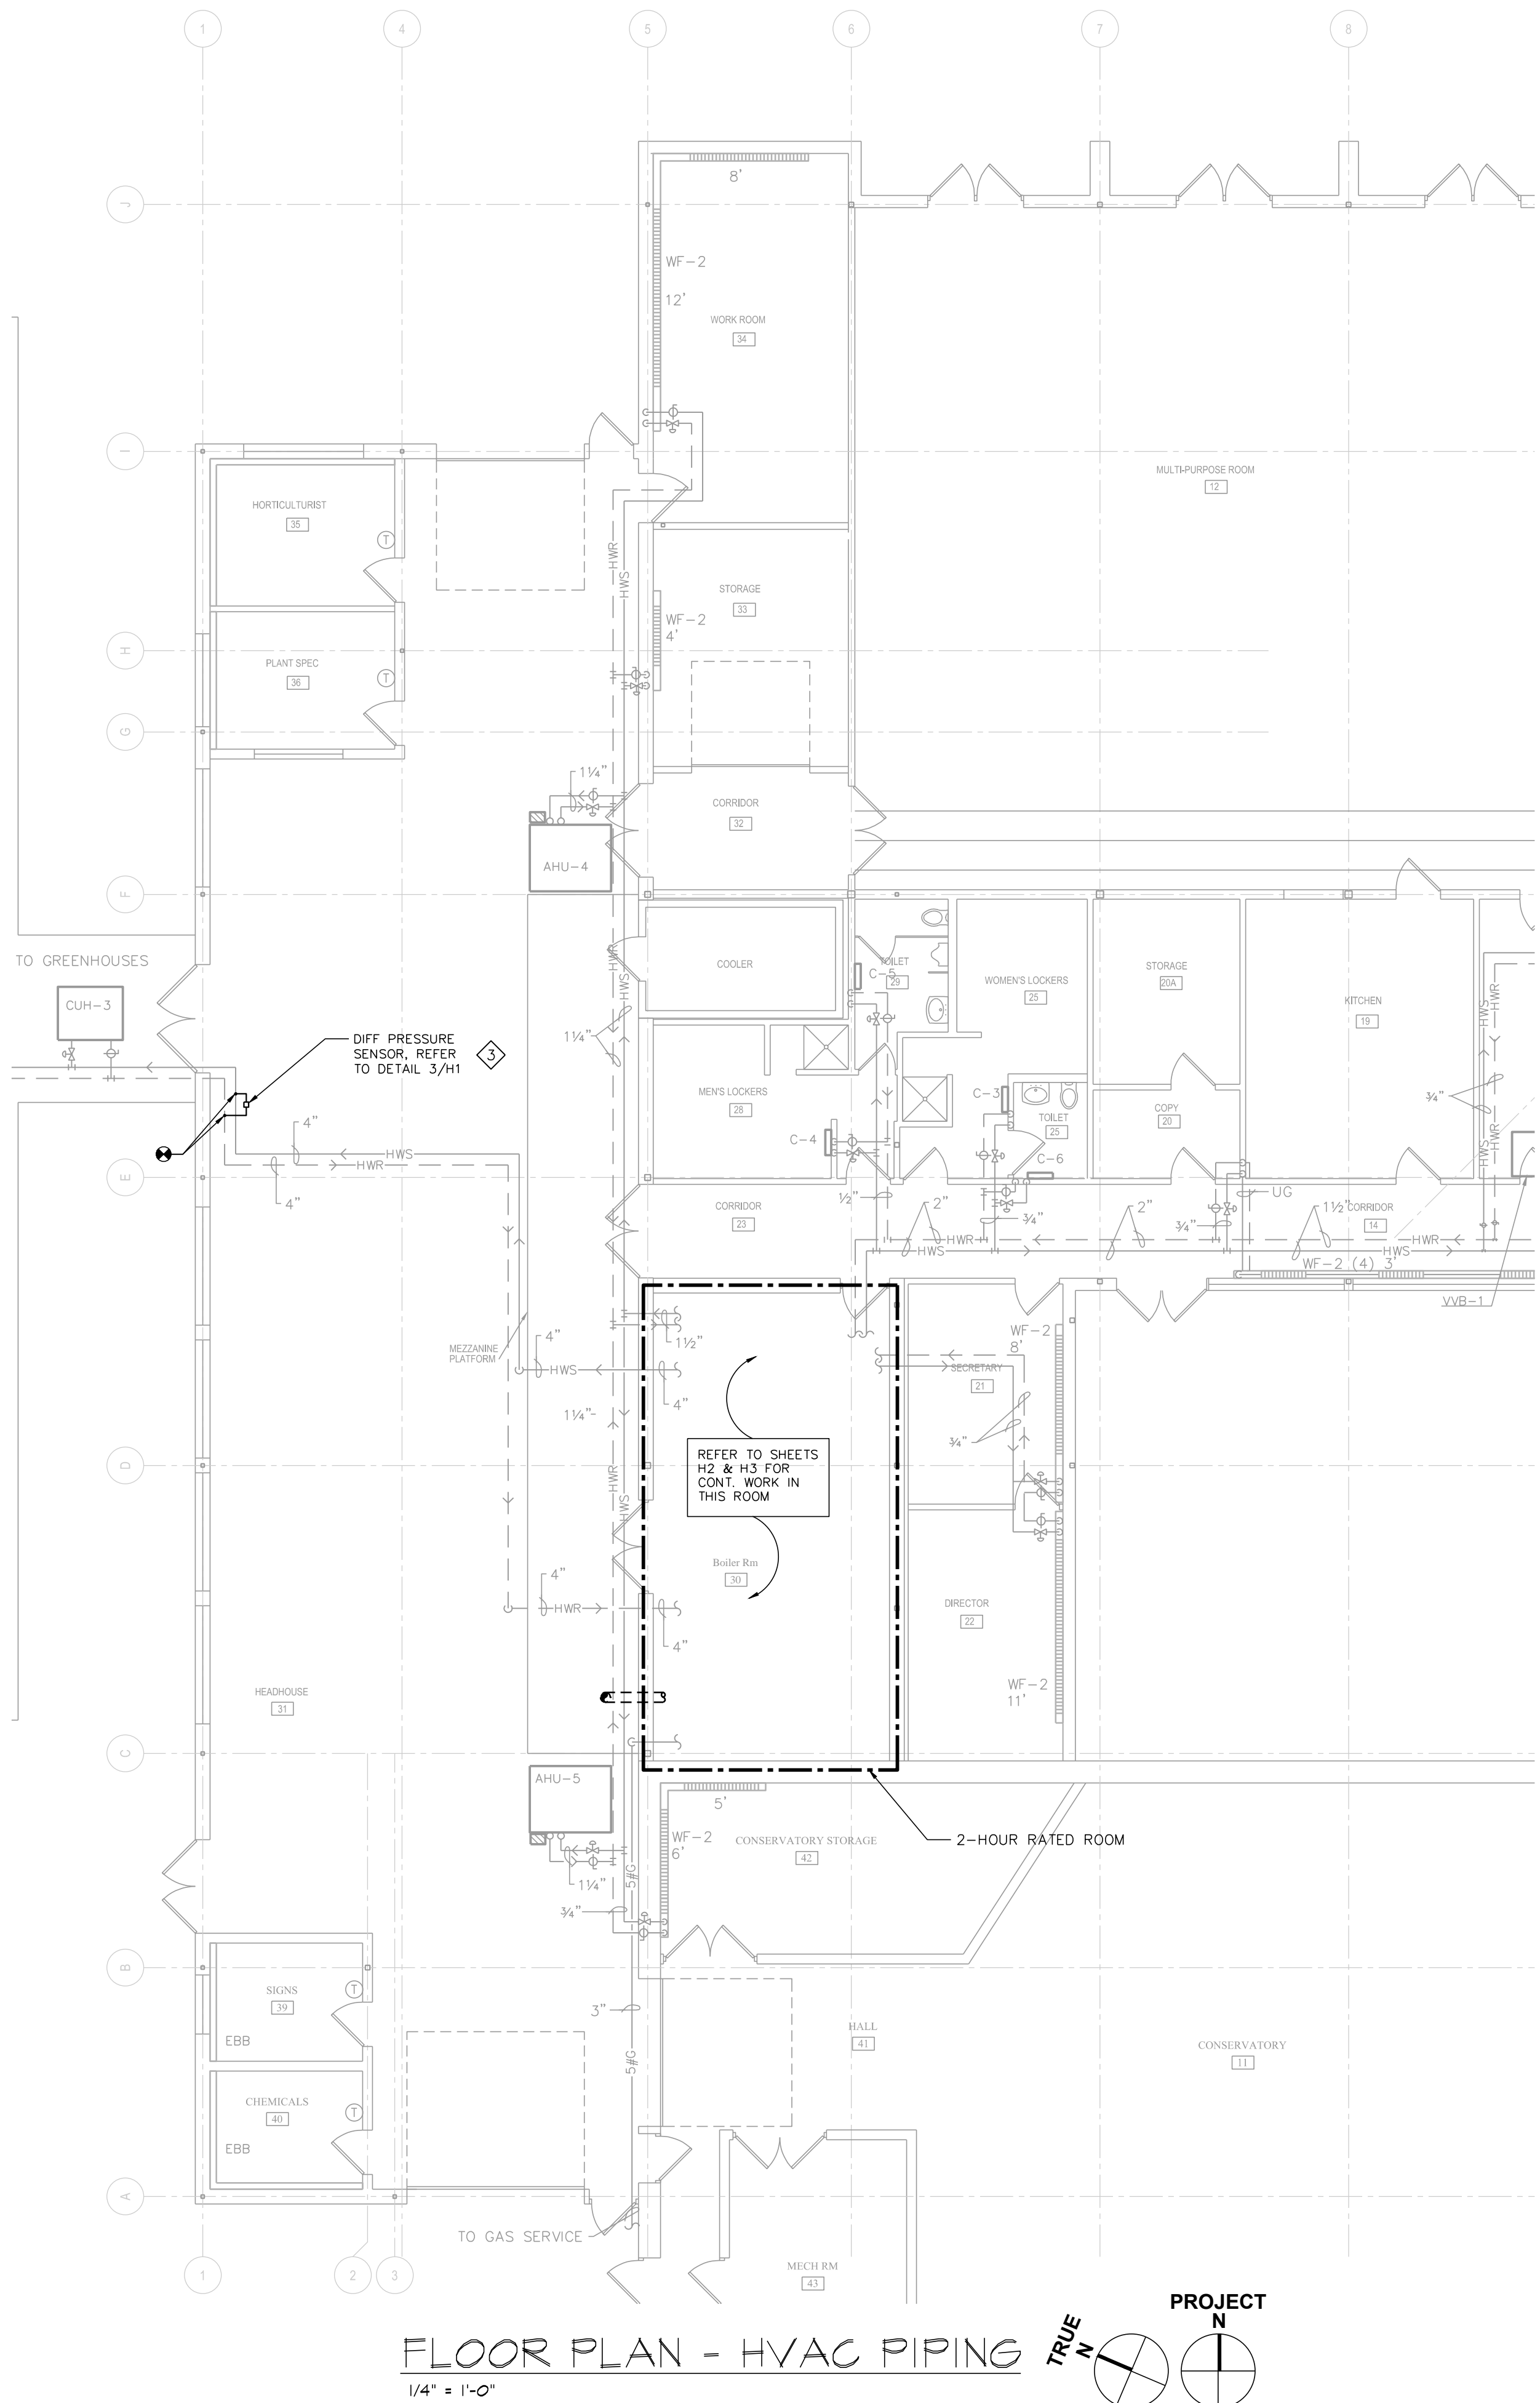 1
4
5
6
7
8
J
8'
WF-2
12'
WORK ROOM
34
I
MULTI-PURPOSE ROOM
12
HORTICULTURIST
35
T
HWR
HWS
STORAGE
33
WF-2
4'
H
PLANT SPEC
36
T
G
1¼"
CORRIDOR
32
AHU-4
F
TO GREENHOUSES
CUH-3
HWR
HWS
COOLER
TOILET
29
C-5
WOMEN'S LOCKERS
25
STORAGE
20A
KITCHEN
19
HWS
HWR
DIFF PRESSURE
SENSOR, REFER
TO DETAIL 3/H1
3
1¼"
MEN'S LOCKERS
28
C-3
TOILET
25
COPY
20
¾"
HWS
HWR
4"
C-4
C-6
HWS
HWR
E
4"
½"
2"
¾"
2"
¾"
UG
1½"
CORRIDOR
14
CORRIDOR
23
HWR
HWS
HWR
HWS
WF-2 (4) 3'
VVB-1
MEZZANINE
PLATFORM
4"
1½"
WF-2
8'
HWS
SECRETARY
21
4"
1¼"-
¾"
REFER TO SHEETS
H2 & H3 FOR
CONT. WORK IN
THIS ROOM
D
HWR
HWS
Boiler Rm
30
4"
HWR
DIRECTOR
22
4"
HEADHOUSE
31
WF-2
11'
C
AHU-5
5'
WF-2
6'
CONSERVATORY STORAGE
42
2-HOUR RATED ROOM
1¼"
5#G
¾"
B
SIGNS
39
T
EBB
3"
HALL
41
CONSERVATORY
11
5#G
CHEMICALS
40
T
EBB
A
TO GAS SERVICE
1
2
3
MECH RM
43
FLOOR PLAN - HVAC PIPING
1/4" = 1'-0"
TRUE
N
PROJECT
N